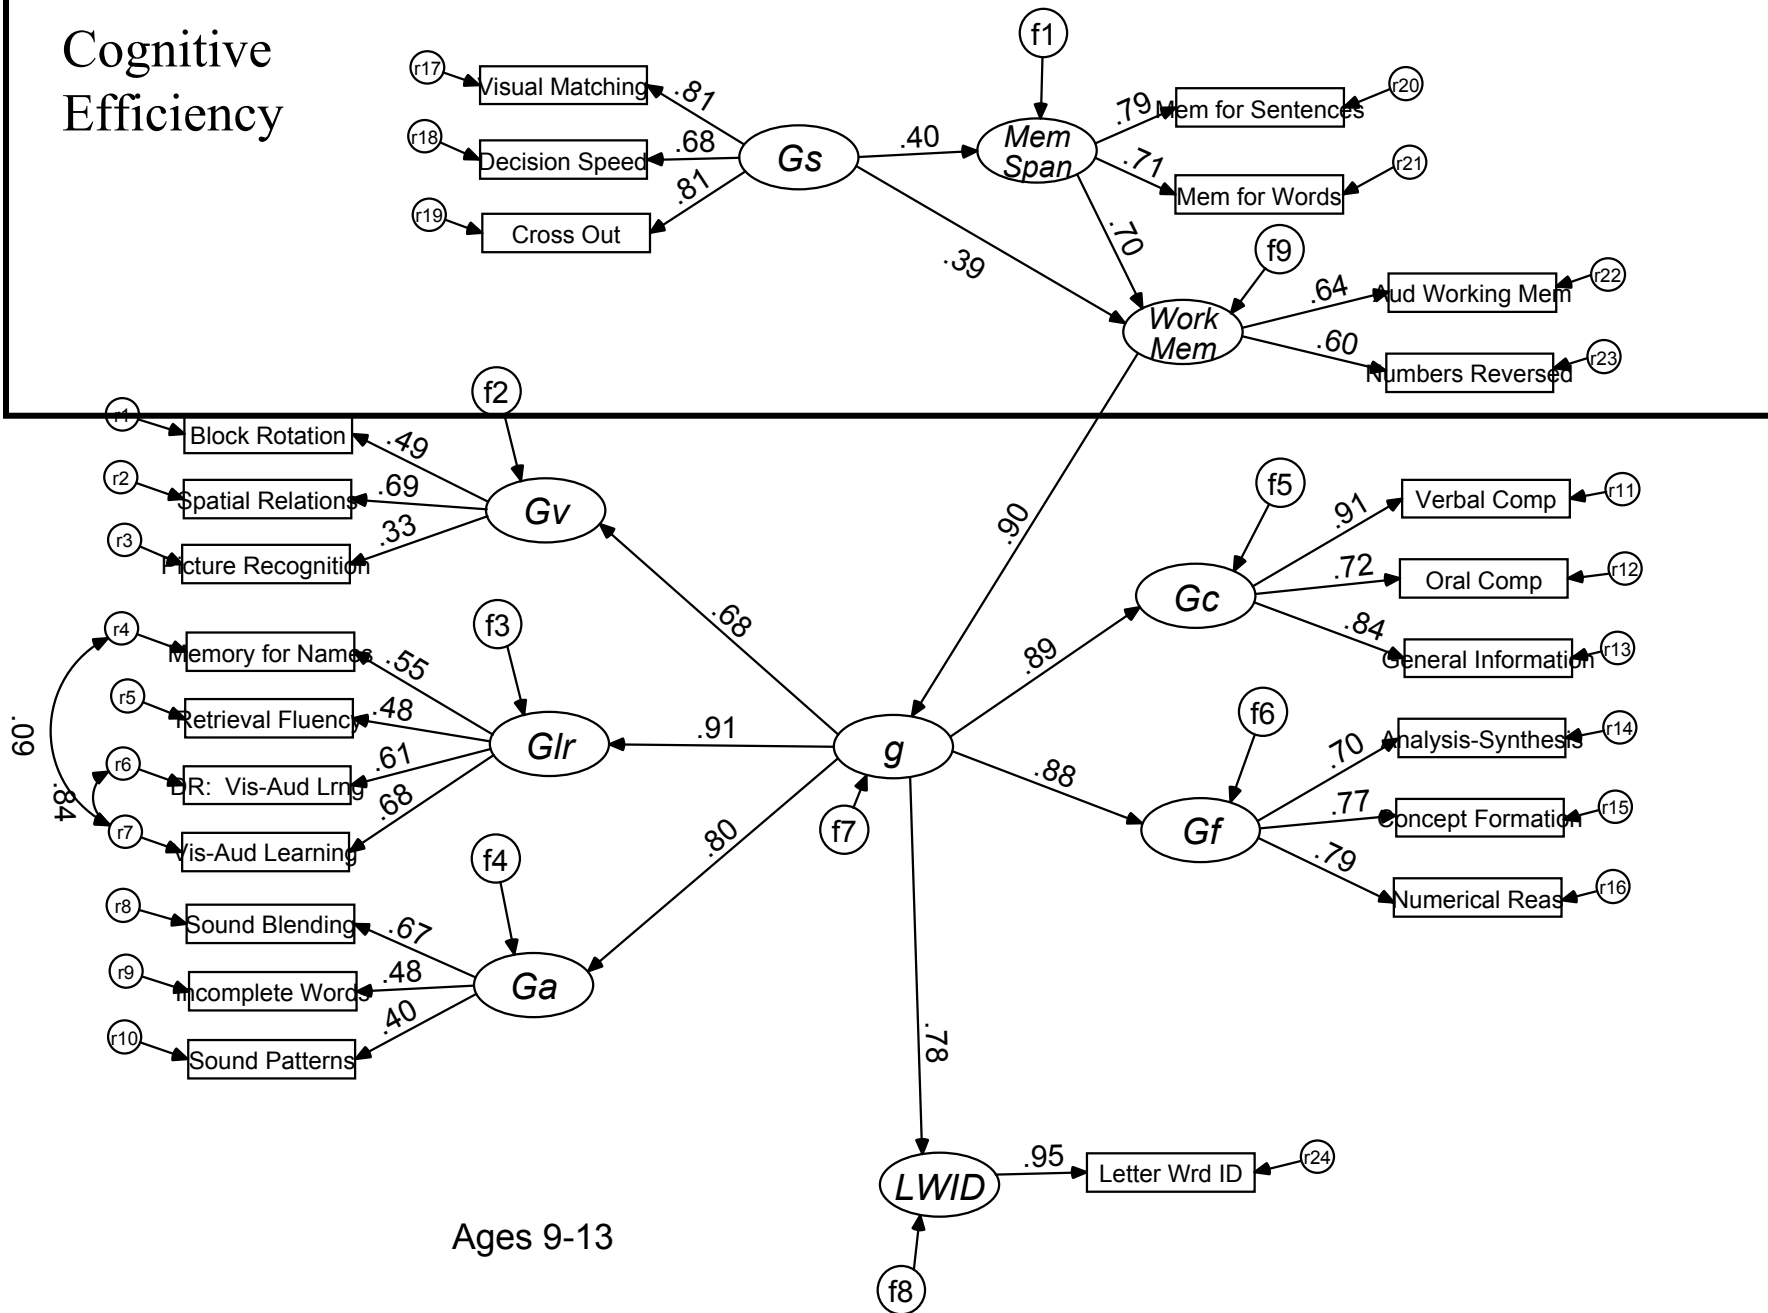 Cognitive
Efficiency
f1
r17
Visual Matching
.81
r18
Decision Speed
.68
r19
Cross Out
.81
Gs
.40
Mem
Span
.79
Mem for Sentences
r20
.71
Mem for Words
r21
.39
.70
f9
Work
Mem
.64
Aud Working Mem
r22
.60
Numbers Reversed
r23
f2
r1
Block Rotation
.49
r2
Spatial Relations
.69
r3
Picture Recognition
.33
Gv
.68
.90
f5
Gc
.91
Verbal Comp
r11
.72
Oral Comp
r12
.84
General Information
r13
.89
f3
r4
Memory for Names
.55
r5
Retrieval Fluency
.48
r6
DR: Vis-Aud Lrng
.61
r7
Vis-Aud Learning
.68
.09
.84
Glr
.91
g
f7
.88
f6
Gf
.70
Analysis-Synthesis
r14
.77
Concept Formation
r15
.79
Numerical Reas
r16
f4
.80
r8
Sound Blending
.67
r9
Incomplete Words
.48
r10
Sound Patterns
.40
Ga
.78
LWID
.95
Letter Wrd ID
r24
Ages 9-13
f8